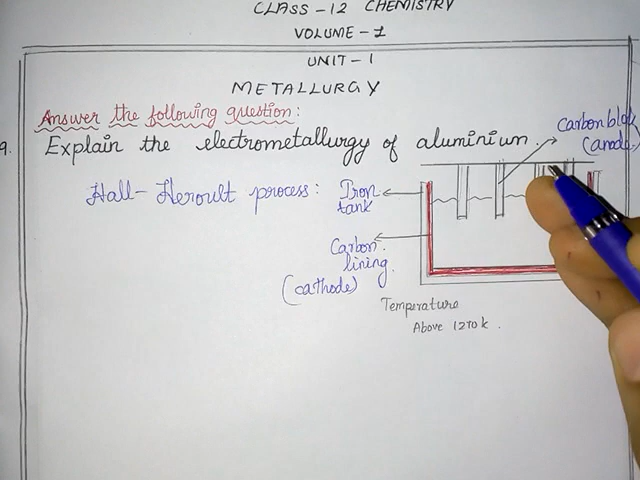 CLASS-12 CHEMISTRY
VOLUME-1
UNIT-1
METALLURGY
Answer the following question:
9. Explain the electrometallurgy of aluminium.
Carbon block
(anode)
Hall-Heroult process:
Iron
tank
Carbon
lining.
(cathode)
Temperature
Above 1270k.